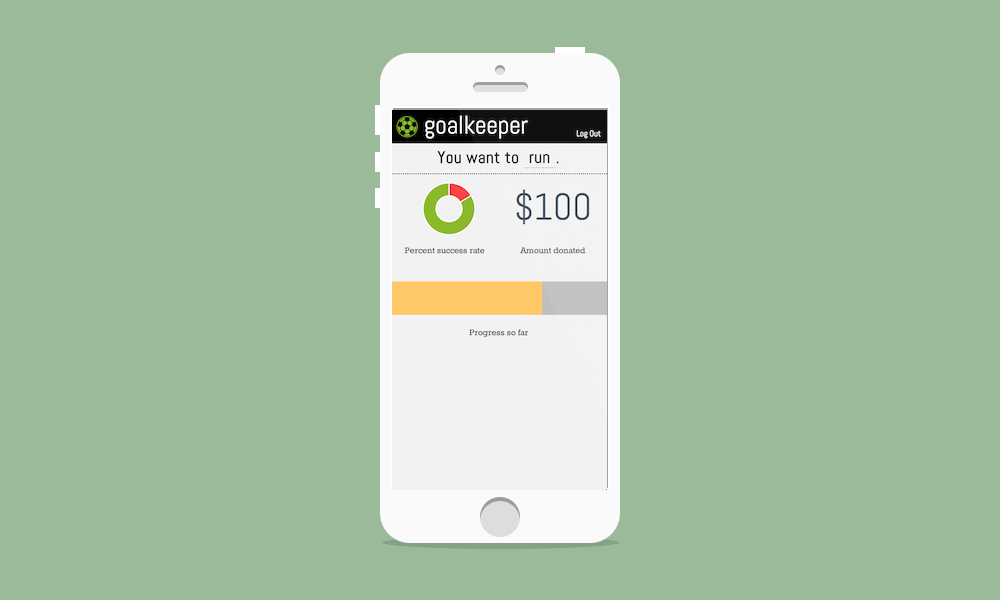 goalkeeper
Log Out
You want to run .
$100
Percent success rate
Amount donated
Progress so far